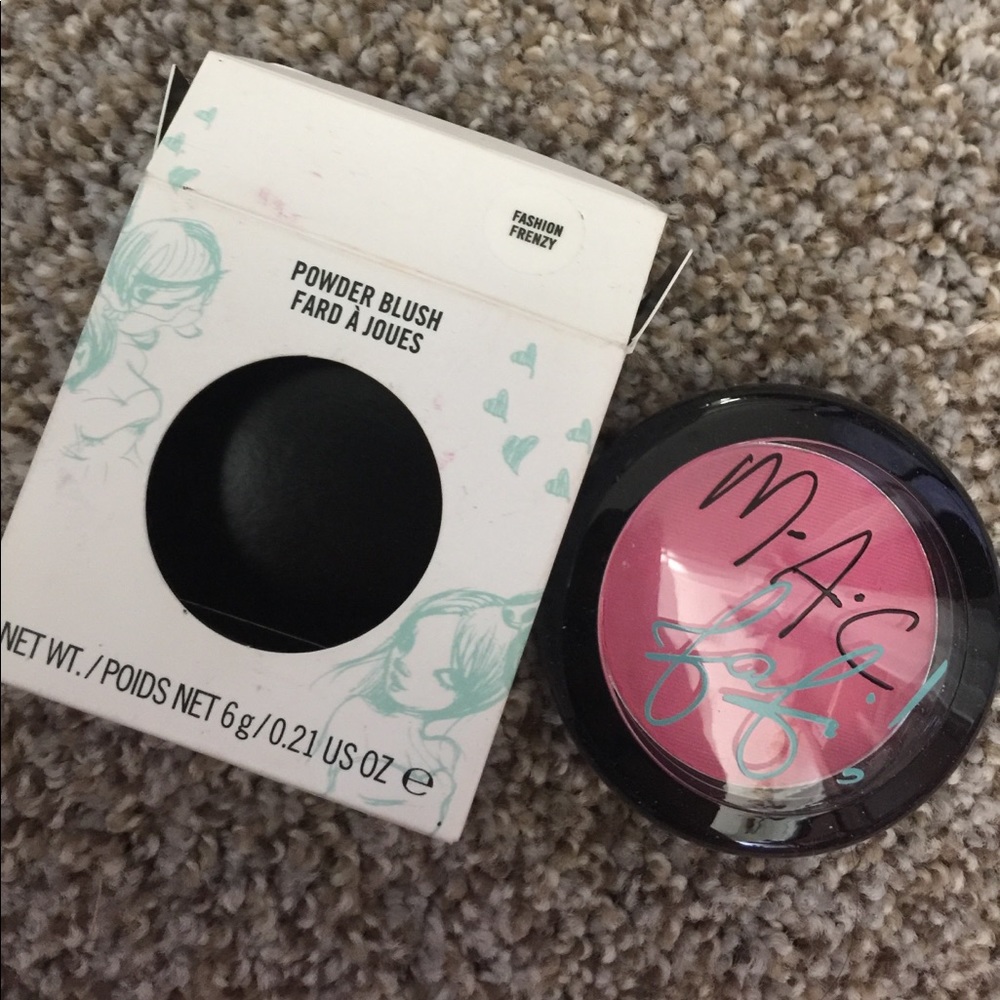 FASHION
FRENZY
POWDER BLUSH
FARD À JOUES
NET WT. / POIDS NET 6 g / 0.21 US OZ ℮
M·A·C